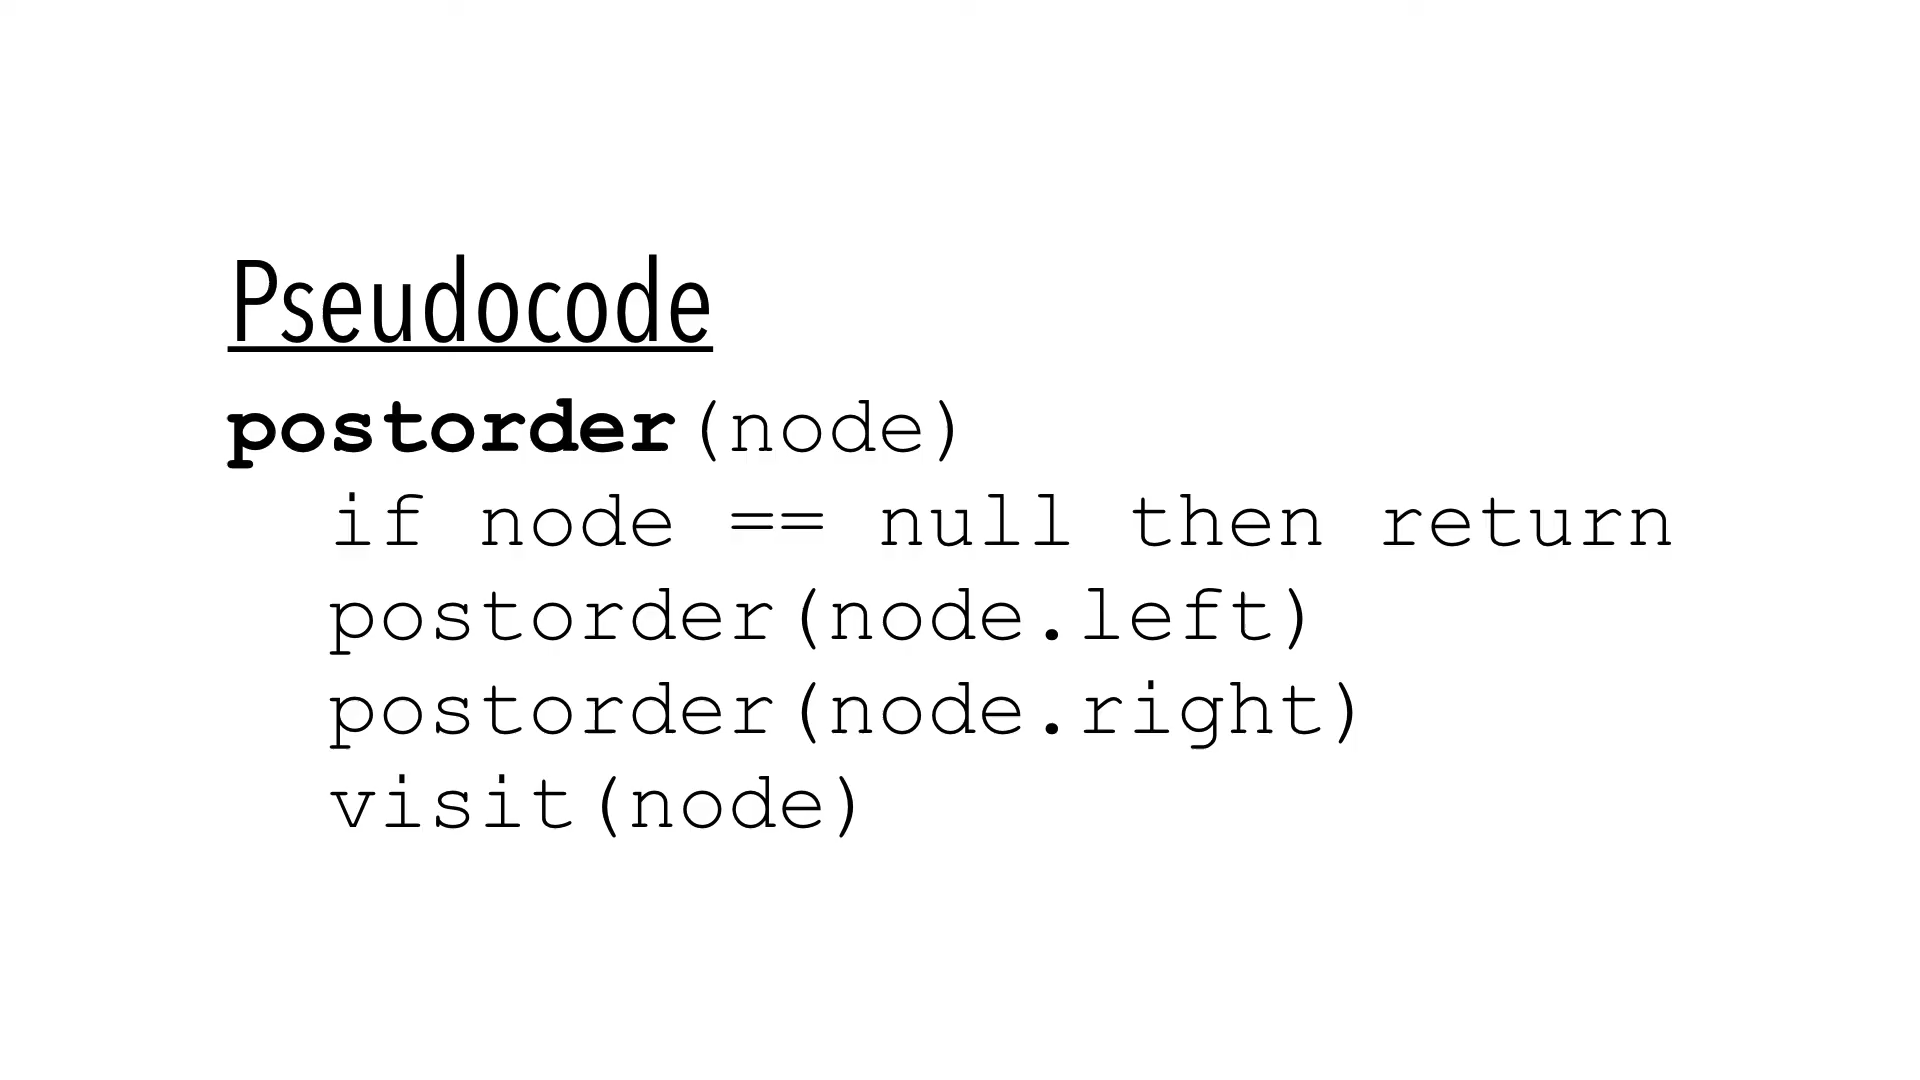 Pseudocode
postorder(node)
  if node == null then return
  postorder(node.left)
  postorder(node.right)
  visit(node)